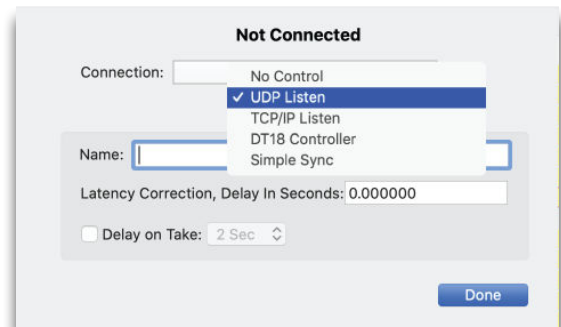 Not Connected
Connection:
No Control
✓ UDP Listen
TCP/IP Listen
DT18 Controller
Simple Sync
Name:
Latency Correction, Delay In Seconds: 0.000000
Delay on Take: 2 Sec
Done